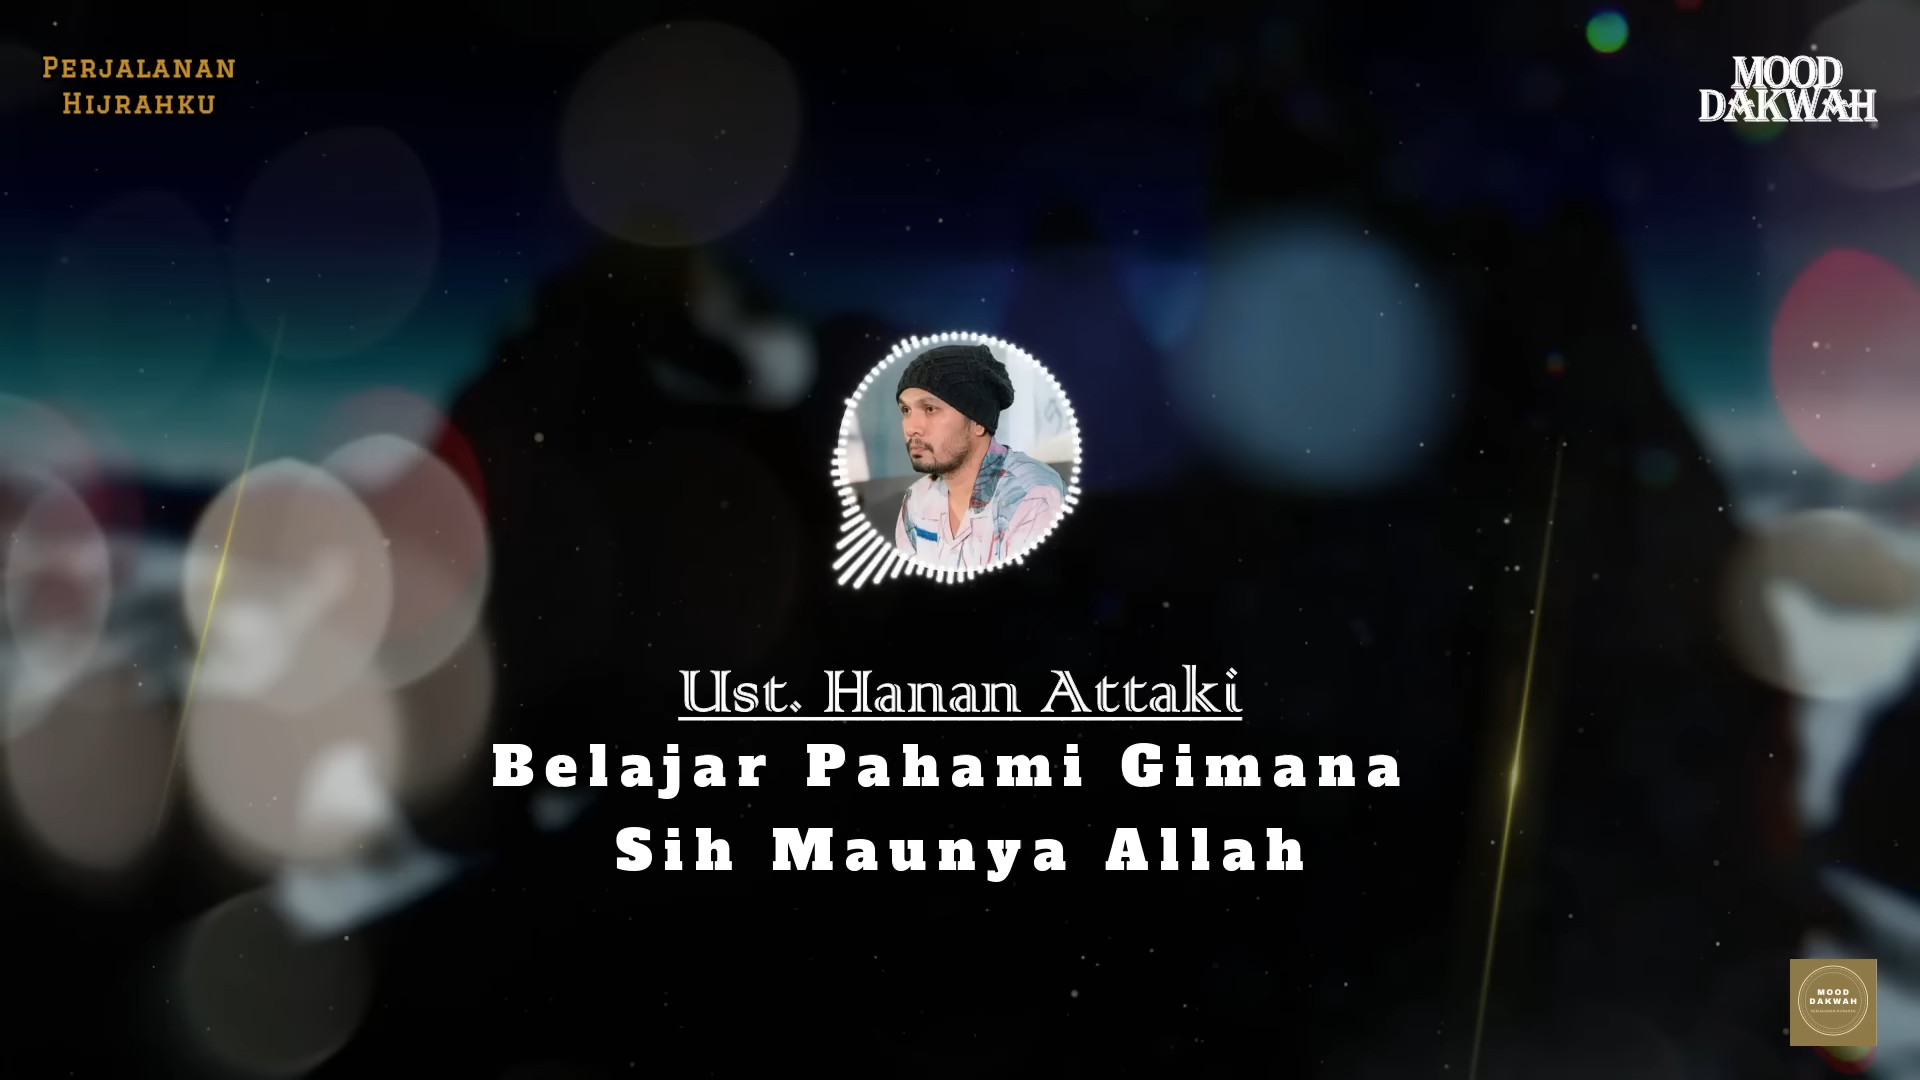 PERJALANAN
HIJRAHKU
MOOD
DAKWAH
Ust. Hanan Attaki
Belajar Pahami Gimana
Sih Maunya Allah
MOOD
DAKWAH